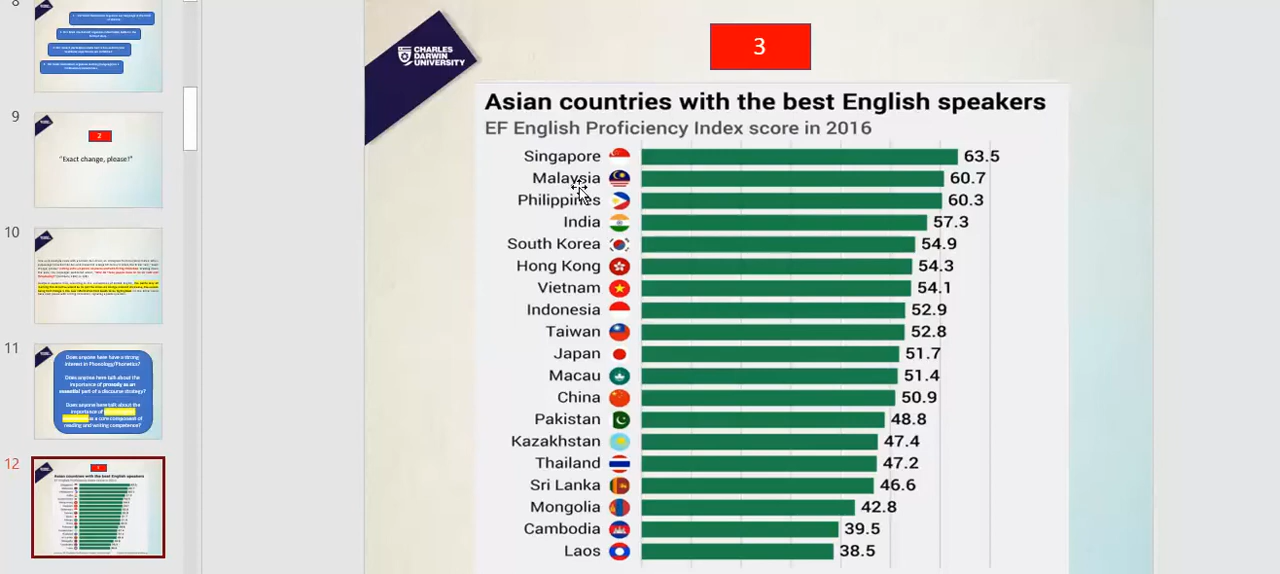 8
9
2
"Exact change, please!"
10
11
Does anyone here have a strong
interest in Phonology/Phonetics?
Does anyone here talk about the
importance of prosody as an
essential part of a discourse strategy?
Does anyone here talk about the
importance of
as a core component of
reading and writing competence?
12
CHARLES
DARWIN
UNIVERSITY
3
Asian countries with the best English speakers
EF English Proficiency Index score in 2016
Singapore 63.5
Malaysia 60.7
Philippines 60.3
India 57.3
South Korea 54.9
Hong Kong 54.3
Vietnam 54.1
Indonesia 52.9
Taiwan 52.8
Japan 51.7
Macau 51.4
China 50.9
Pakistan 48.8
Kazakhstan 47.4
Thailand 47.2
Sri Lanka 46.6
Mongolia 42.8
Cambodia 39.5
Laos 38.5